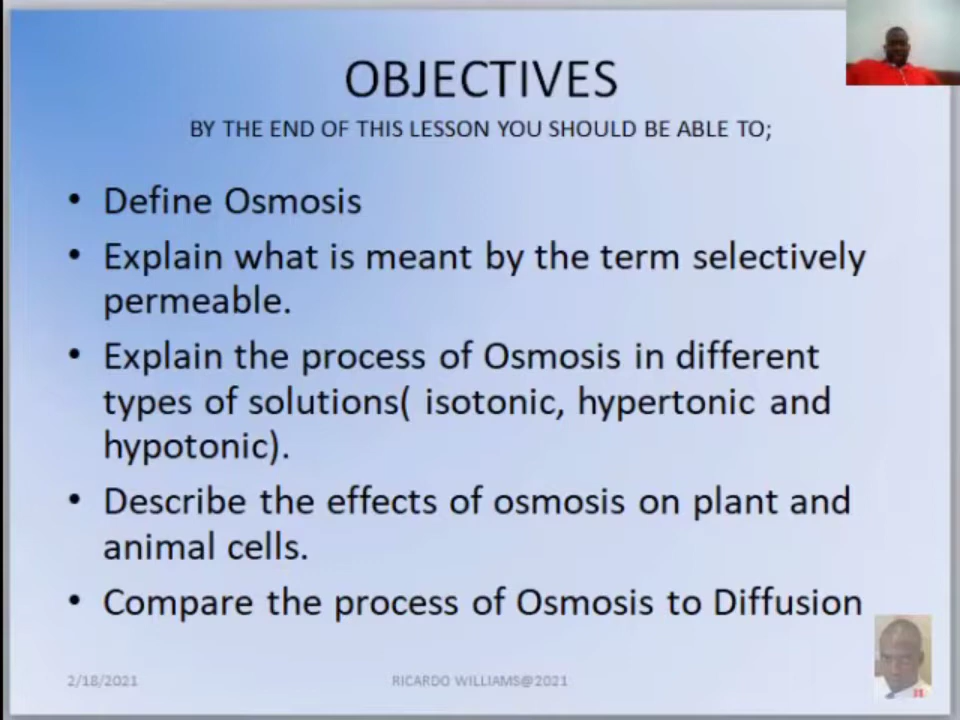 OBJECTIVES
BY THE END OF THIS LESSON YOU SHOULD BE ABLE TO;
• Define Osmosis
• Explain what is meant by the term selectively
permeable.
• Explain the process of Osmosis in different
types of solutions( isotonic, hypertonic and
hypotonic).
• Describe the effects of osmosis on plant and
animal cells.
• Compare the process of Osmosis to Diffusion
2/18/2021
RICARDO WILLIAMS@2021